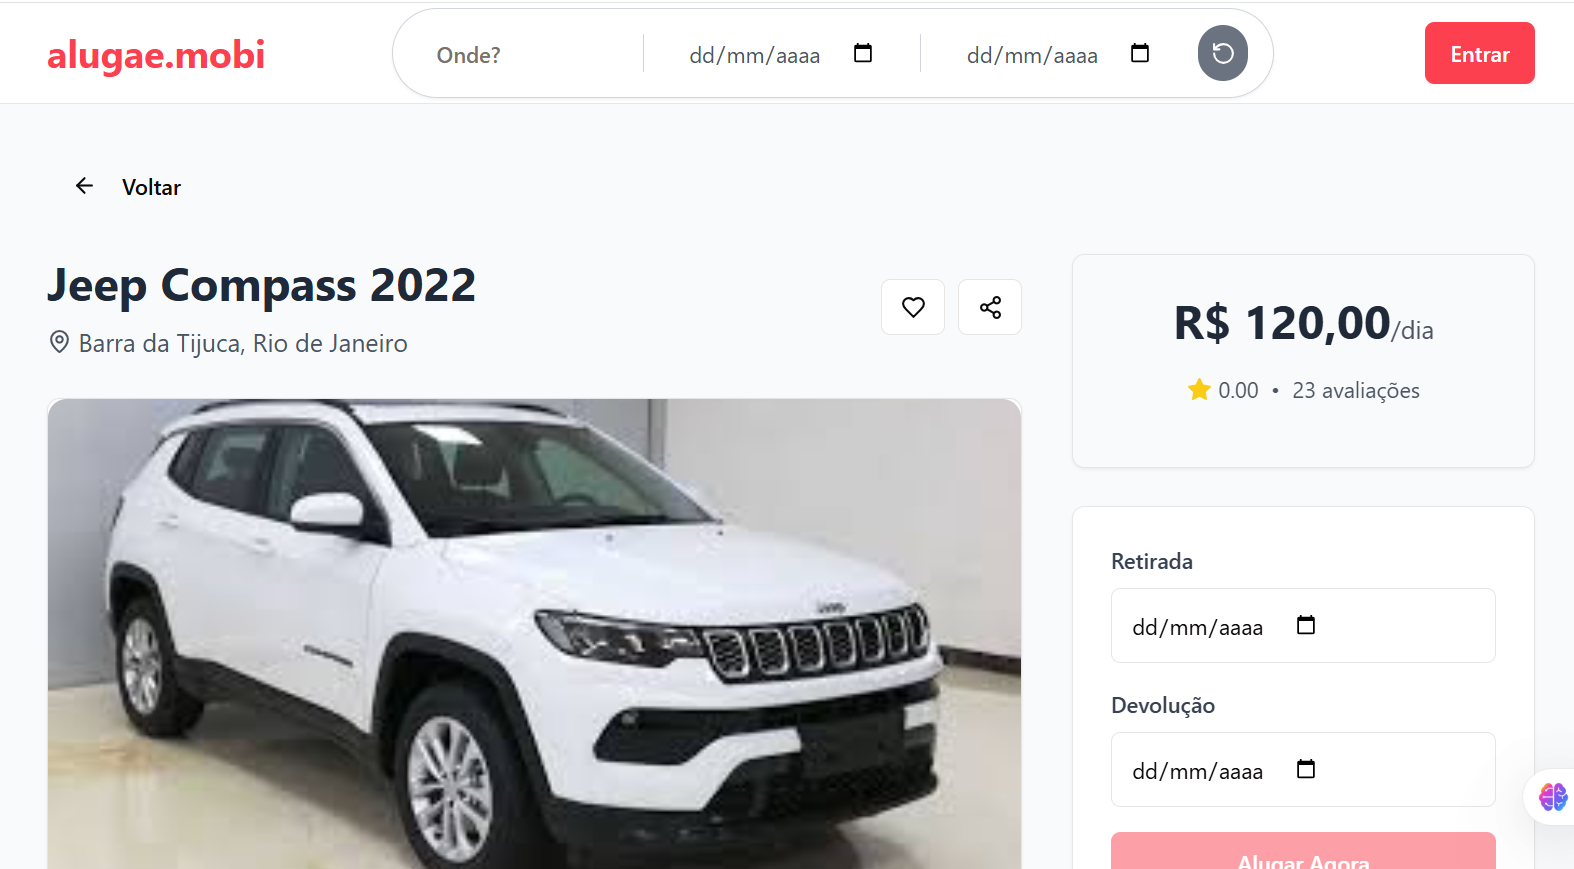 alugae.mobi
Onde?
dd/mm/aaaa
dd/mm/aaaa
Entrar
Voltar
Jeep Compass 2022
Barra da Tijuca, Rio de Janeiro
R$ 120,00/dia
0.00 • 23 avaliações
Retirada
dd/mm/aaaa
Devolução
dd/mm/aaaa
Alugar Agora